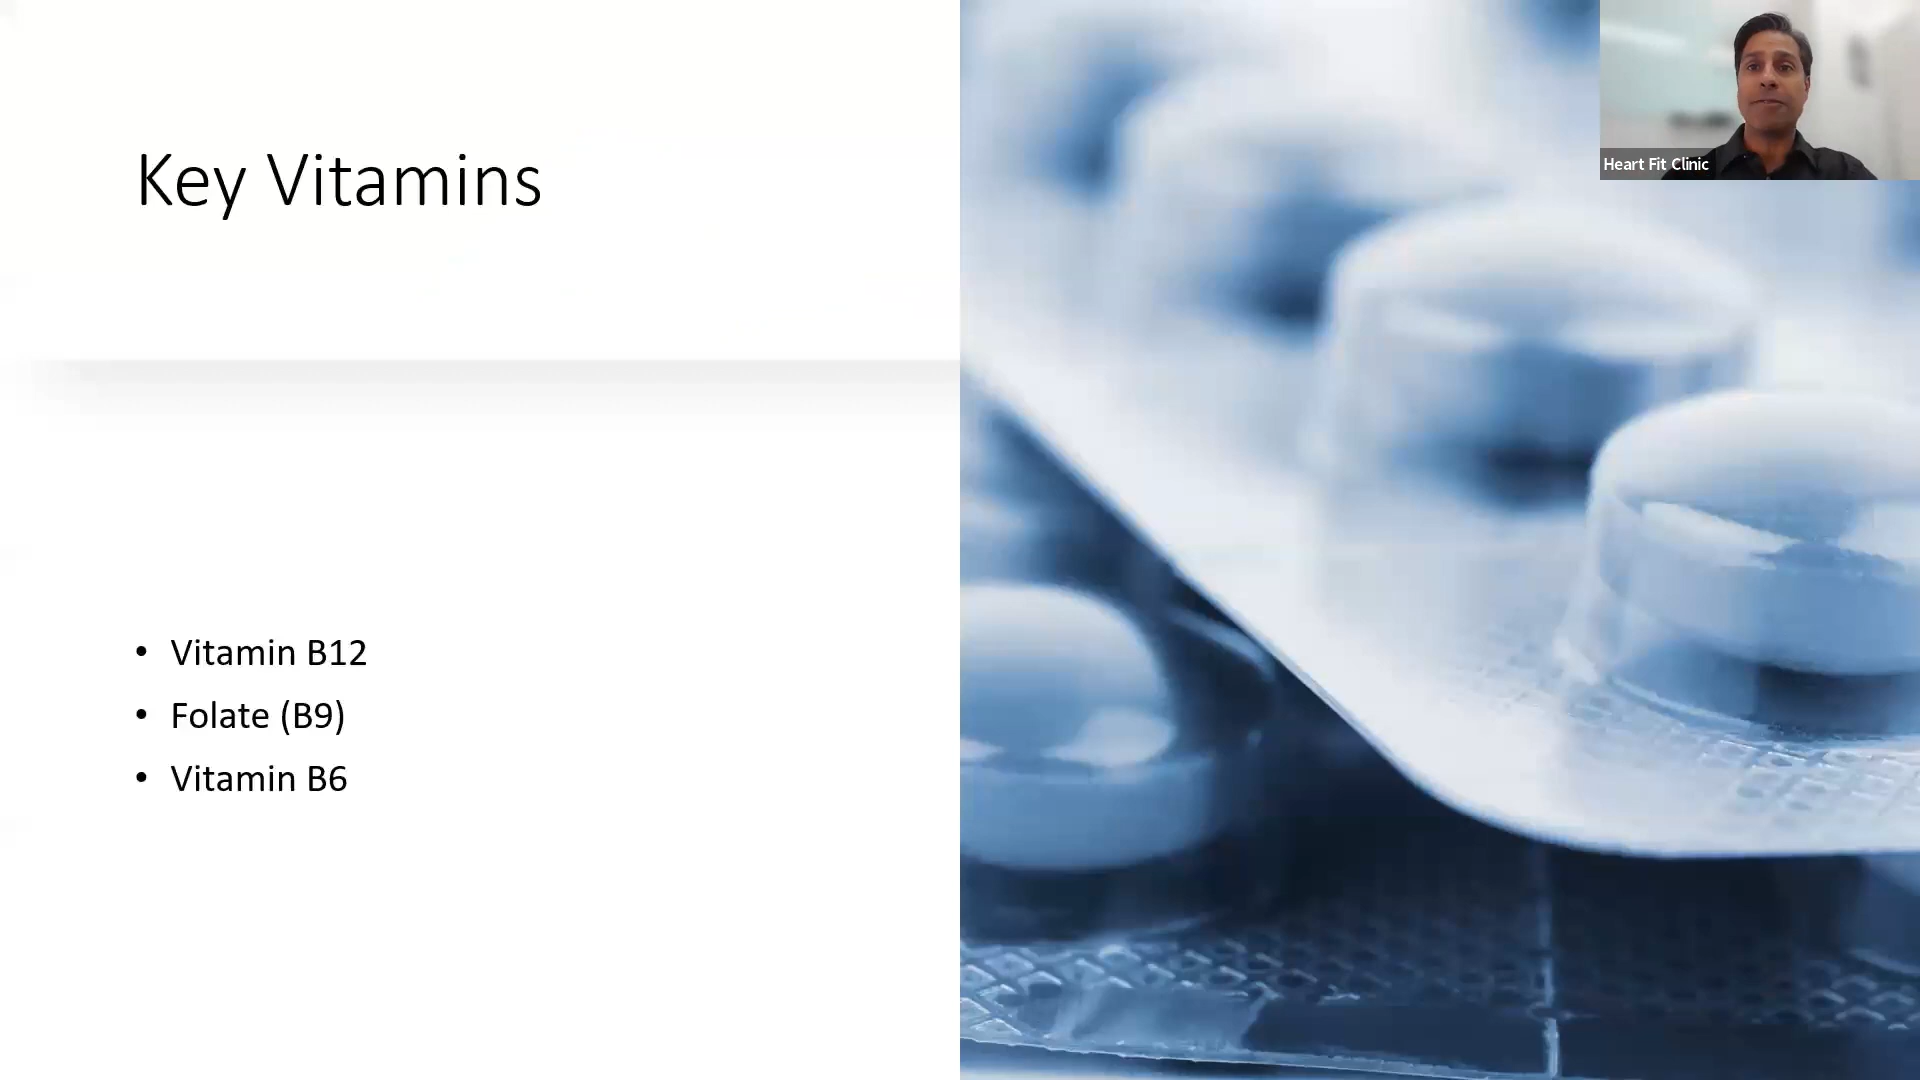 Key Vitamins
Heart Fit Clinic
• Vitamin B12
• Folate (B9)
• Vitamin B6